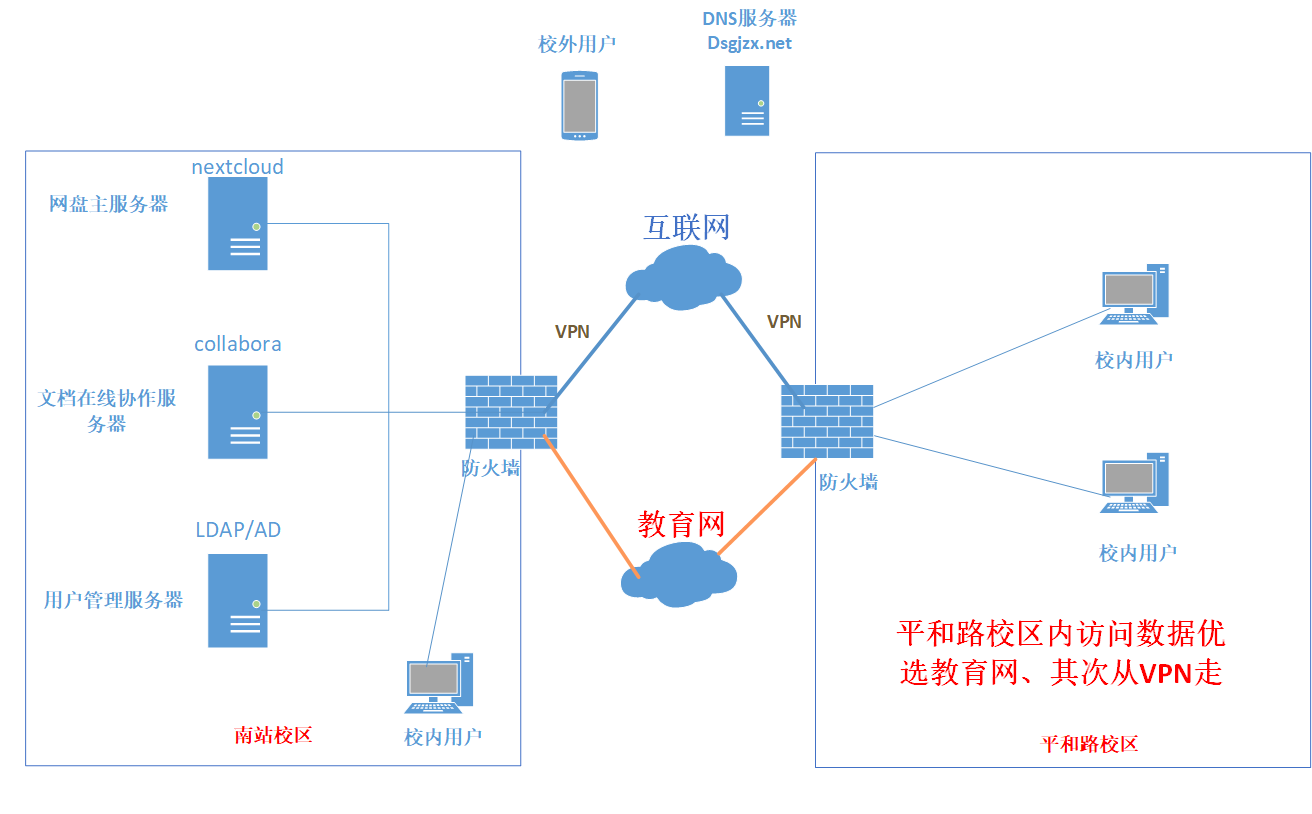 校外用户
DNS服务器
Dsgjzx.net
nextcloud
网盘主服务器
collabora
文档在线协作服
务器
LDAP/AD
用户管理服务器
防火墙
校内用户
南站校区
互联网
VPN
VPN
教育网
防火墙
校内用户
校内用户
平和路校区内访问数据优
选教育网、其次从VPN走
平和路校区